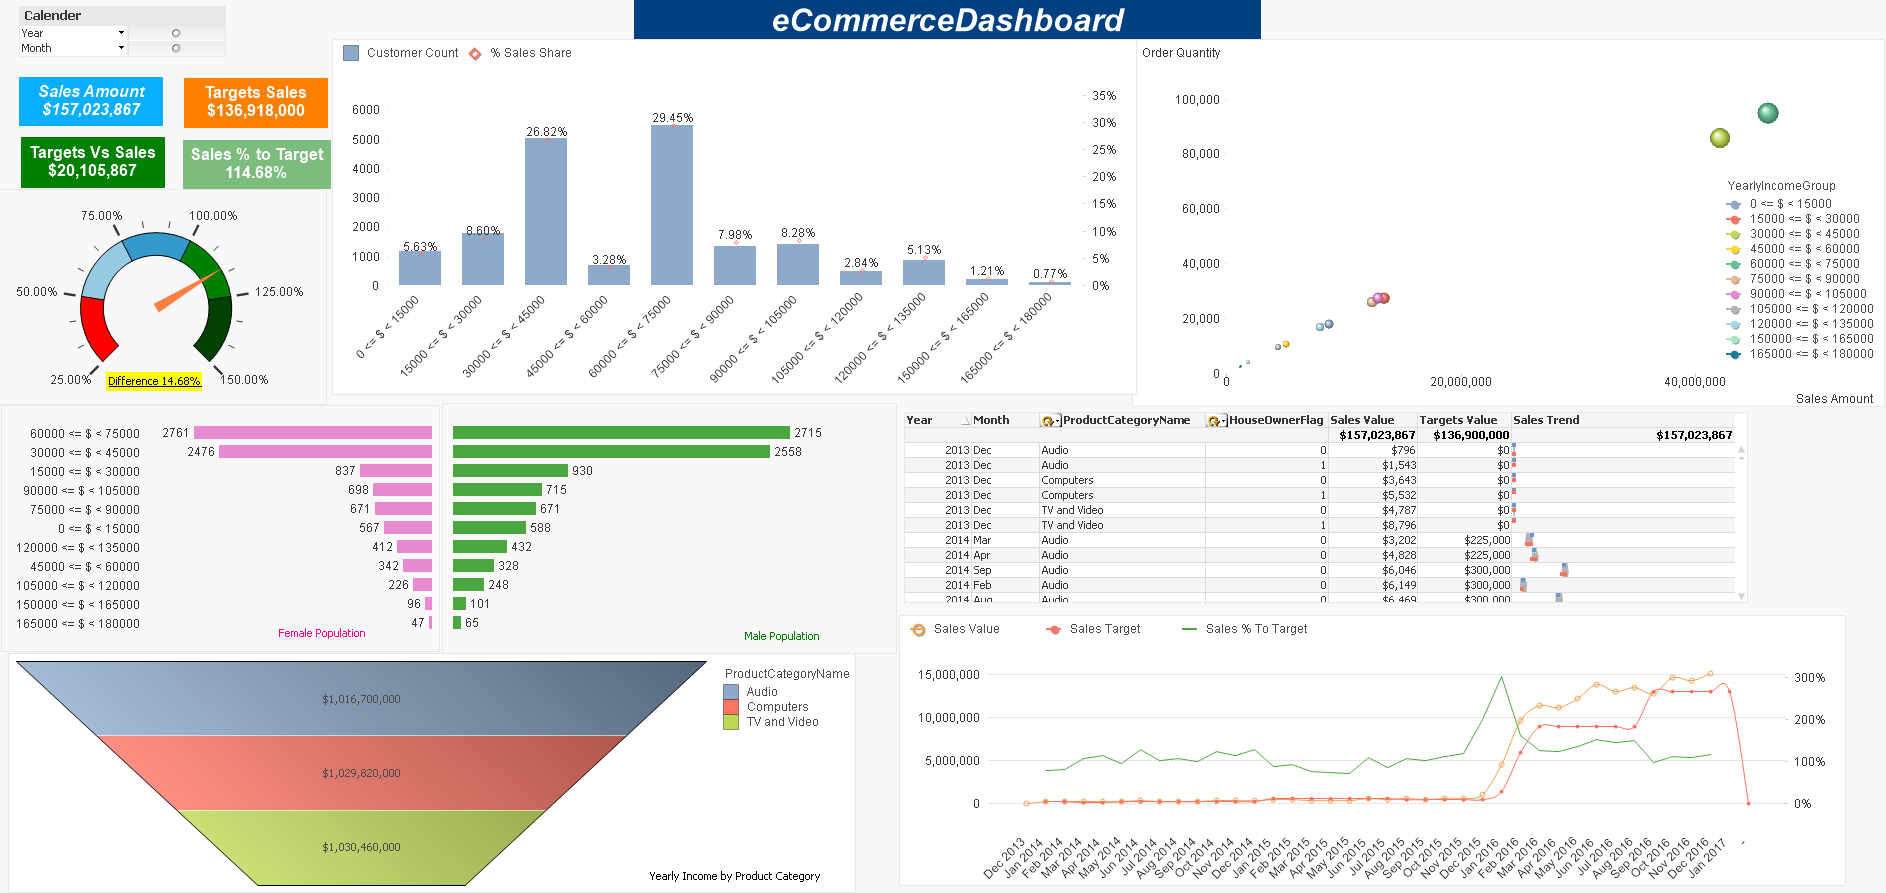 Calender
Year
Month
eCommerceDashboard
Sales Amount
$157,023,867
Targets Sales
$136,918,000
Targets Vs Sales
$20,105,867
Sales % to Target
114.68%
75.00%
100.00%
50.00%
125.00%
25.00%
150.00%
Difference 14.68%
Customer Count
% Sales Share
6000
5000
4000
3000
2000
1000
0
35%
30%
25%
20%
15%
10%
5%
0%
5.63%
8.60%
26.82%
3.28%
29.45%
7.98%
8.28%
2.84%
5.13%
1.21%
0.77%
0 <= $ < 15000
15000 <= $ < 30000
30000 <= $ < 45000
45000 <= $ < 60000
60000 <= $ < 75000
75000 <= $ < 90000
90000 <= $ < 105000
105000 <= $ < 120000
120000 <= $ < 135000
150000 <= $ < 165000
165000 <= $ < 180000
Order Quantity
100,000
80,000
60,000
40,000
20,000
0
0
20,000,000
40,000,000
Sales Amount
YearlyIncomeGroup
0 <= $ < 15000
15000 <= $ < 30000
30000 <= $ < 45000
45000 <= $ < 60000
60000 <= $ < 75000
75000 <= $ < 90000
90000 <= $ < 105000
105000 <= $ < 120000
120000 <= $ < 135000
150000 <= $ < 165000
165000 <= $ < 180000
60000 <= $ < 75000 2761 2715
30000 <= $ < 45000 2476 2558
15000 <= $ < 30000 837 930
90000 <= $ < 105000 698 715
75000 <= $ < 90000 671 671
0 <= $ < 15000 567 588
120000 <= $ < 135000 412 432
45000 <= $ < 60000 342 328
105000 <= $ < 120000 226 248
150000 <= $ < 165000 96 101
165000 <= $ < 180000 47 65
Female Population
Male Population
Year Month ProductCategoryName HouseOwnerFlag Sales Value Targets Value Sales Trend
$157,023,867 $136,900,000 $157,023,867
2013 Dec Audio 0 $796 $0
2013 Dec Audio 1 $1,543 $0
2013 Dec Computers 0 $3,643 $0
2013 Dec Computers 1 $5,532 $0
2013 Dec TV and Video 0 $4,787 $0
2013 Dec TV and Video 1 $8,796 $0
2014 Mar Audio 0 $3,202 $225,000
2014 Apr Audio 0 $4,828 $225,000
2014 Sep Audio 0 $6,046 $300,000
2014 Feb Audio 0 $6,149 $300,000
2014 Aug Audio 0 $6,469 $300,000
$1,016,700,000
$1,029,820,000
$1,030,460,000
ProductCategoryName
Audio
Computers
TV and Video
Yearly Income by Product Category
Sales Value
Sales Target
Sales % To Target
15,000,000
10,000,000
5,000,000
0
300%
200%
100%
0%
Dec 2013
Jan 2014
Feb 2014
Mar 2014
Apr 2014
May 2014
Jun 2014
Jul 2014
Aug 2014
Sep 2014
Oct 2014
Nov 2014
Dec 2014
Jan 2015
Feb 2015
Mar 2015
Apr 2015
May 2015
Jun 2015
Jul 2015
Aug 2015
Sep 2015
Oct 2015
Nov 2015
Dec 2015
Jan 2016
Feb 2016
Mar 2016
Apr 2016
May 2016
Jun 2016
Jul 2016
Aug 2016
Sep 2016
Oct 2016
Nov 2016
Dec 2016
Jan 2017
-